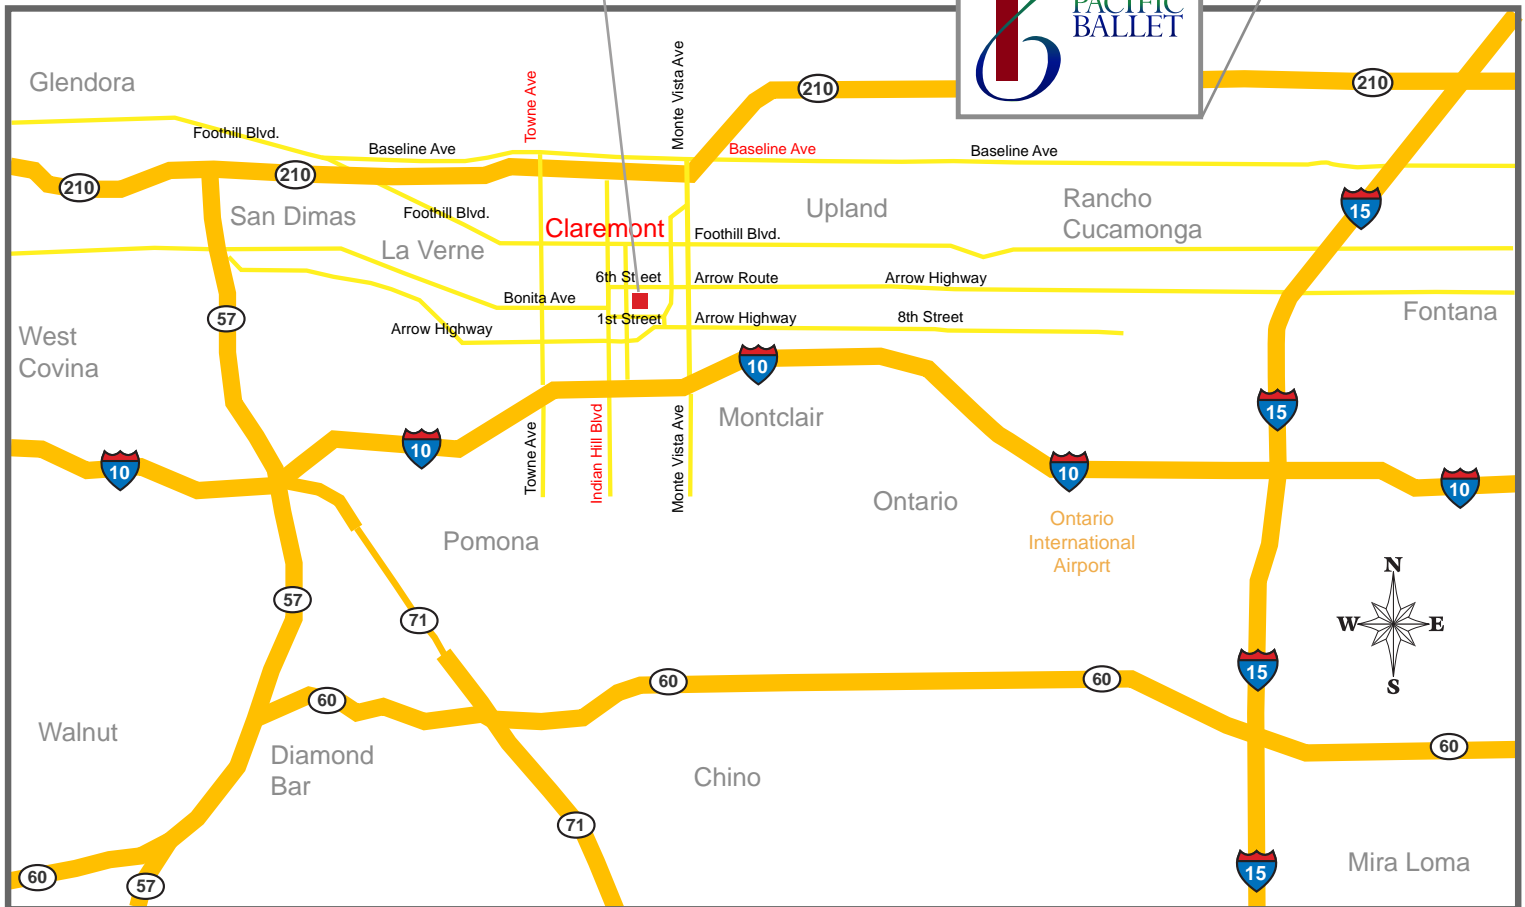 PACIFIC
BALLET
Glendora
210
210
Towne Ave
Monte Vista Ave
Foothill Blvd.
Baseline Ave
Baseline Ave
Baseline Ave
210
210
San Dimas
Foothill Blvd.
La Verne
Claremont
Foothill Blvd.
Upland
Rancho
Cucamonga
15
6th St eet
Arrow Route
Arrow Highway
Bonita Ave
1st Street
Arrow Highway
8th Street
Arrow Highway
57
West
Covina
Fontana
10
Montclair
15
10
10
Towne Ave
Indian Hill Blvd
Monte Vista Ave
10
10
Ontario
Ontario
International
Airport
Pomona
N
W
E
S
57
71
60
60
60
15
60
Walnut
Diamond
Bar
Chino
71
Mira Loma
15
60
57